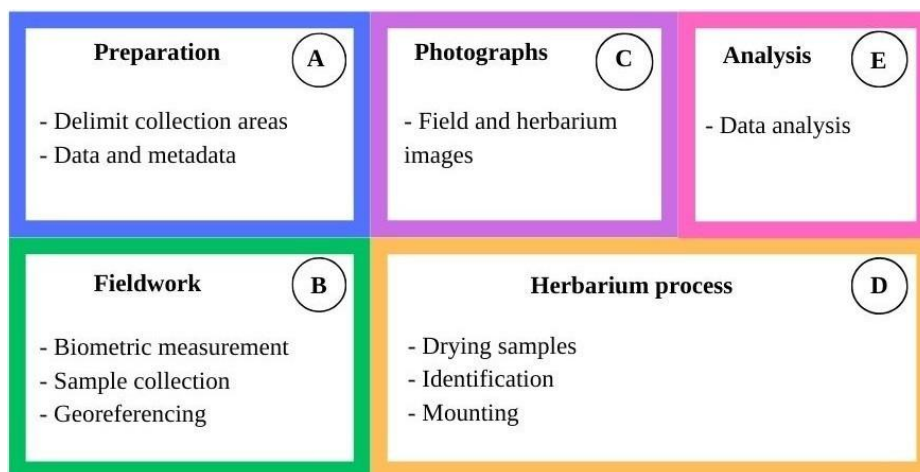 Preparation
A
- Delimit collection areas
- Data and metadata
Fieldwork
B
- Biometric measurement
- Sample collection
- Georeferencing
Photographs
C
- Field and herbarium
images
Herbarium process
D
- Drying samples
- Identification
- Mounting
Analysis
E
- Data analysis